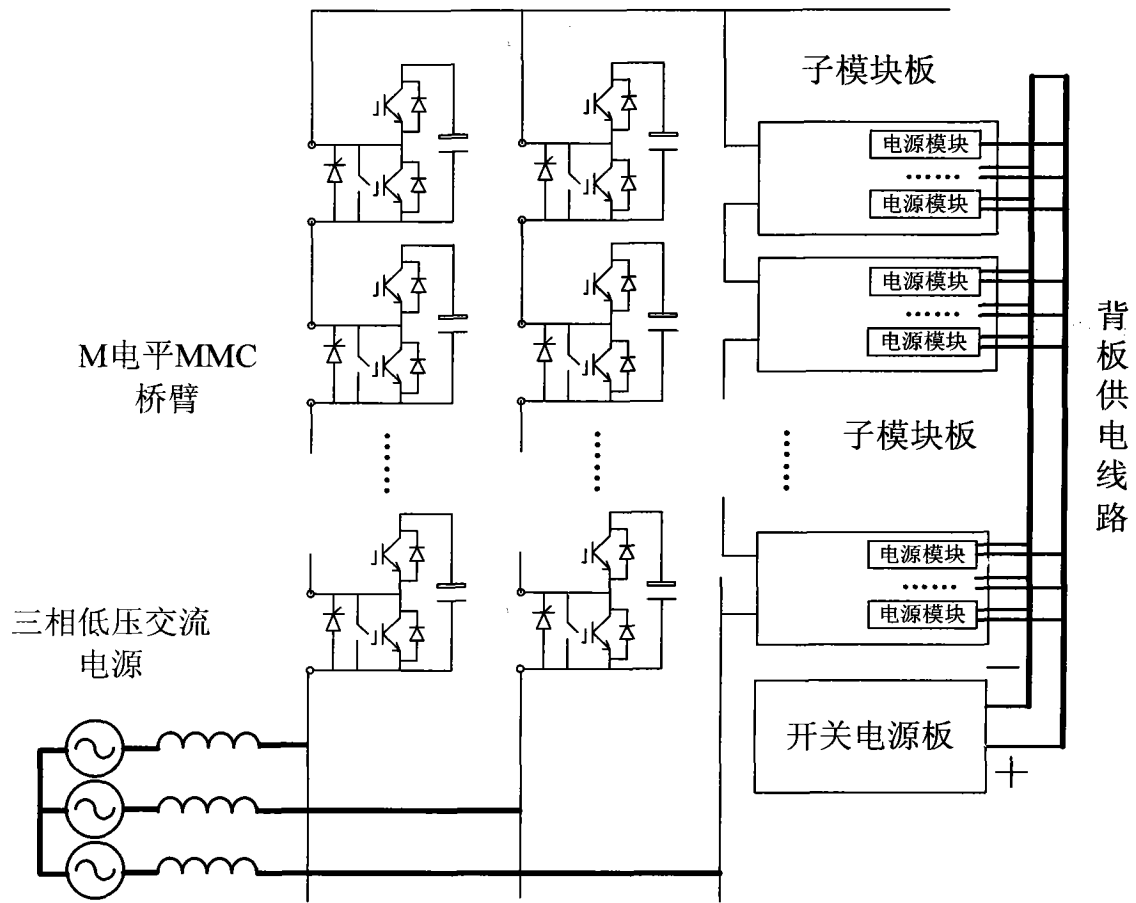 子模块板
电源模块
······
电源模块
电源模块
······
电源模块
M电平MMC
桥臂
子模块板
背板供电线路
电源模块
······
电源模块
三相低压交流
电源
开关电源板
−
+